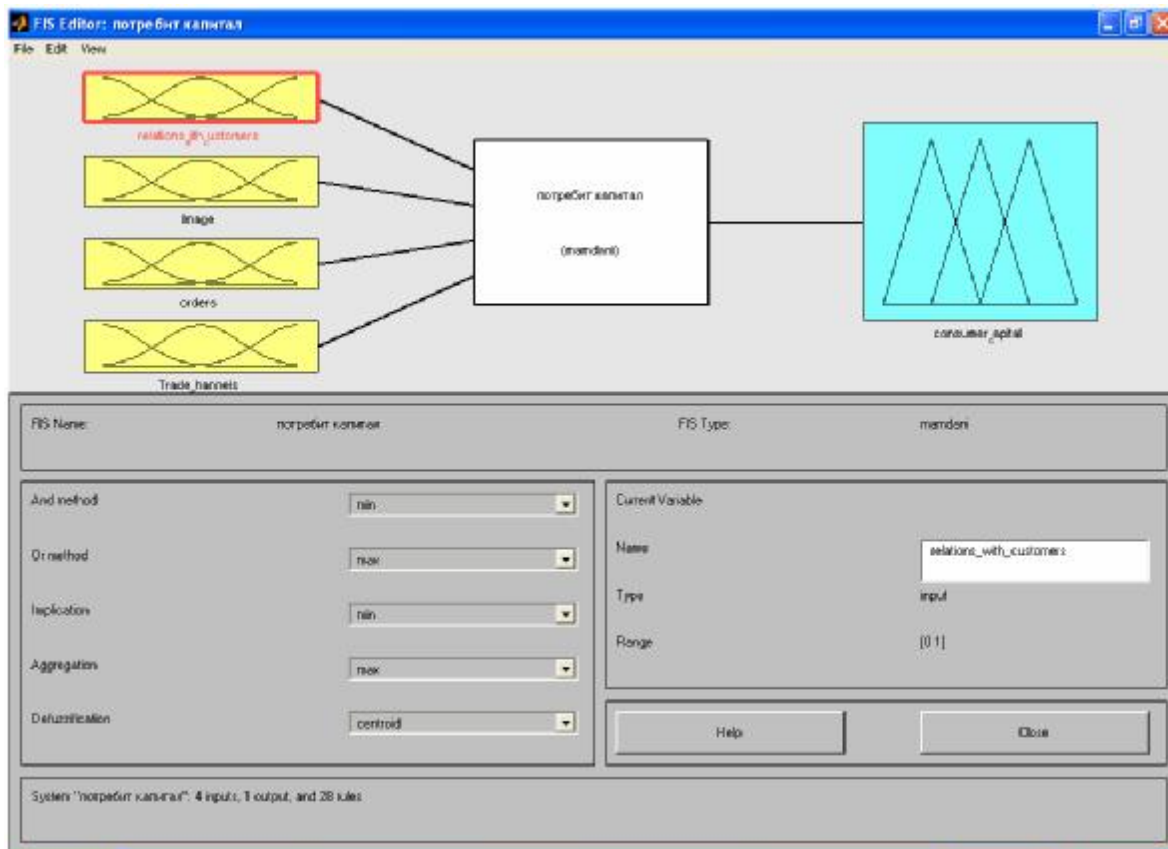 FIS Editor: потребит капитал
File Edit View
relations_ith_ustomers
Image
orders
Trade_hannels
потребит капитал
(mamdani)
consumer_apital
FIS Name:
потребит капитал
FIS Type:
mamdani
And method
min
Or method
max
Implication
min
Aggregation
max
Defuzzification
centroid
Current Variable
Name
relations_with_customers
Type
input
Range
[0 1]
Help
Close
System "потребит капитал": 4 inputs, 1 output, and 28 rules